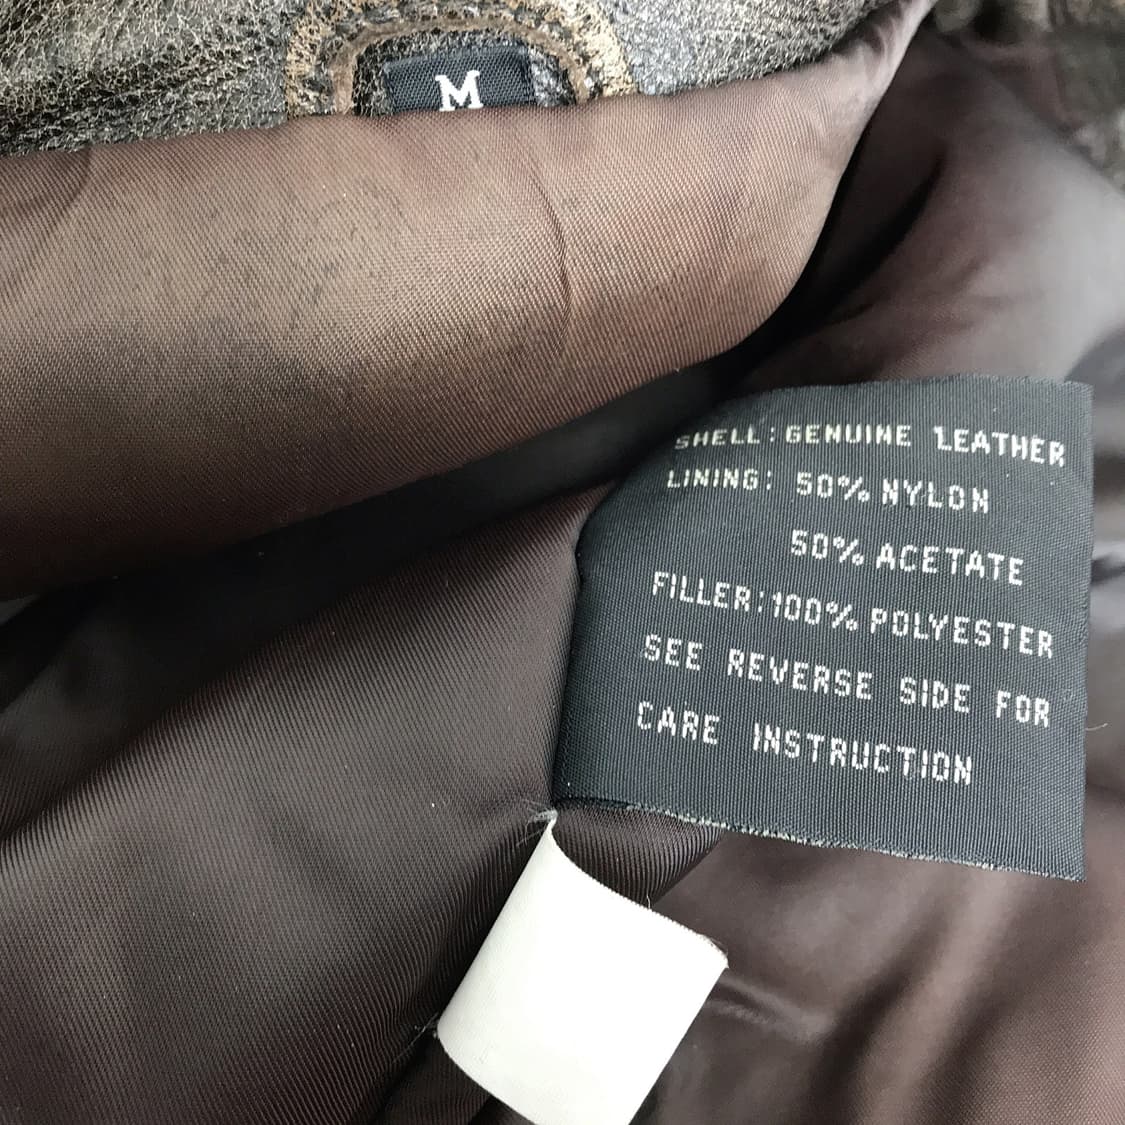 M
SHELL: GENUINE LEATHER
LINING: 50% NYLON
50% ACETATE
FILLER: 100% POLYESTER
SEE REVERSE SIDE FOR
CARE INSTRUCTION